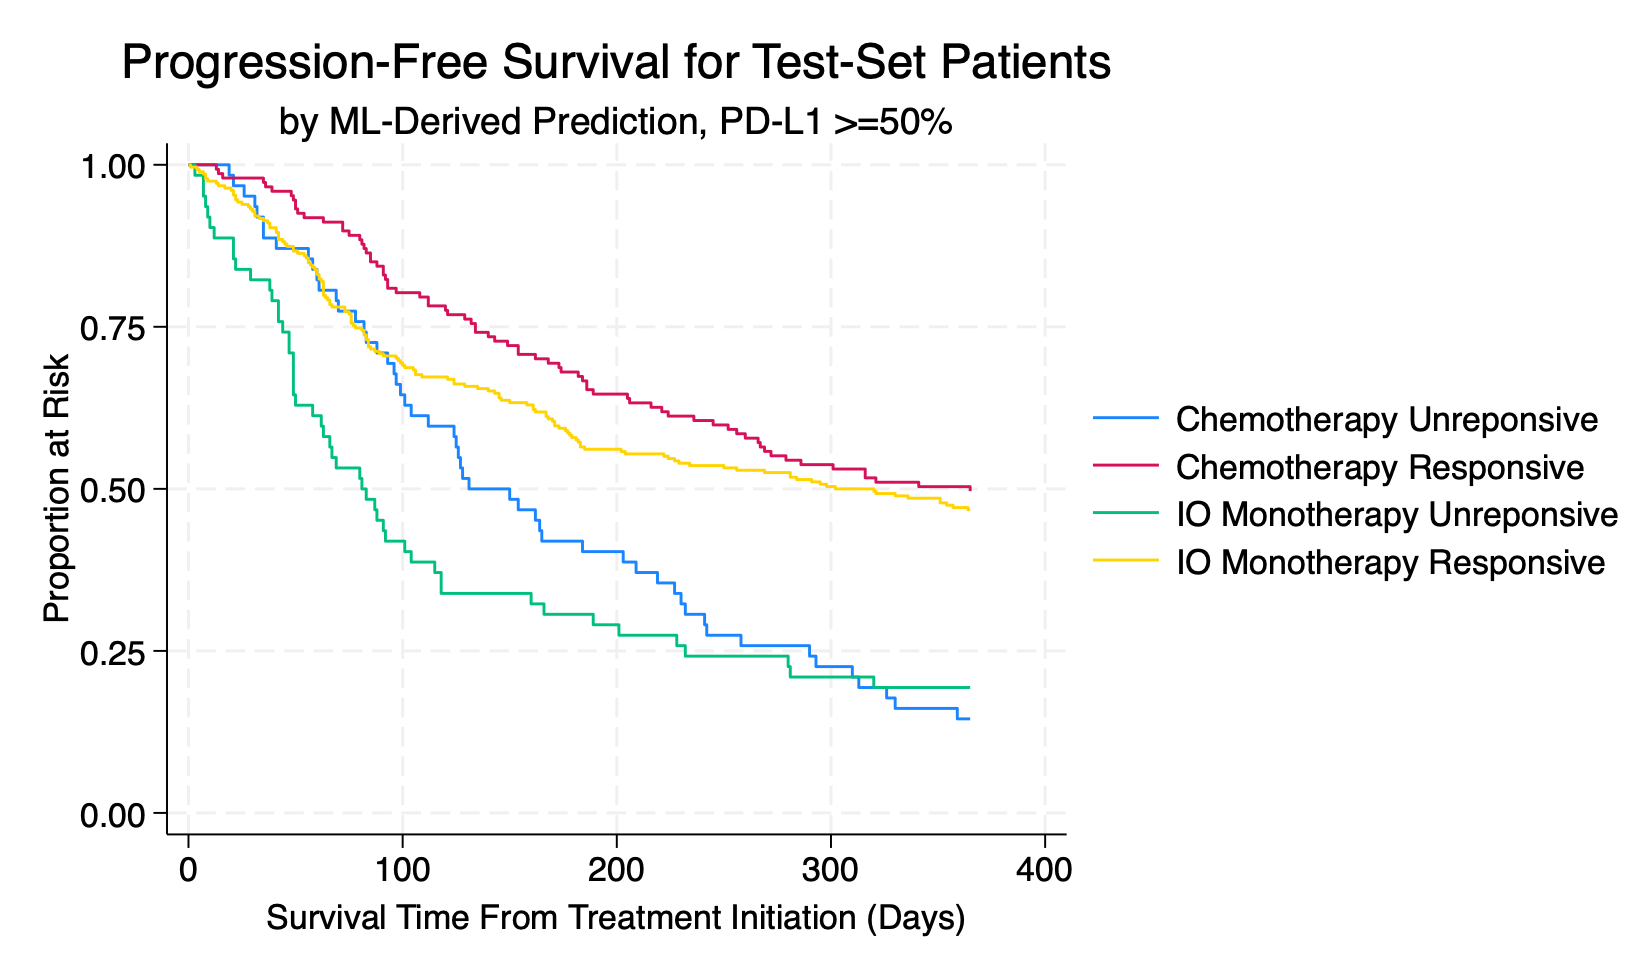 Progression-Free Survival for Test-Set Patients
by ML-Derived Prediction, PD-L1 >=50%
Proportion at Risk
1.00
0.75
0.50
0.25
0.00
0 100 200 300 400
Survival Time From Treatment Initiation (Days)
Chemotherapy Unreponsive
Chemotherapy Responsive
IO Monotherapy Unreponsive
IO Monotherapy Responsive